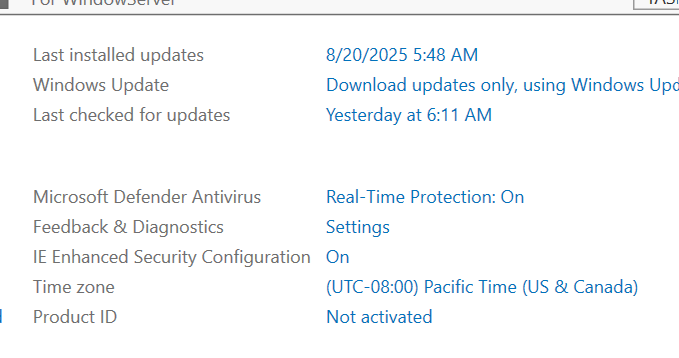 For WindowServer
TASK
Last installed updates 8/20/2025 5:48 AM
Windows Update Download updates only, using Windows Upd
Last checked for updates Yesterday at 6:11 AM
Microsoft Defender Antivirus Real-Time Protection: On
Feedback & Diagnostics Settings
IE Enhanced Security Configuration On
Time zone (UTC-08:00) Pacific Time (US & Canada)
Product ID Not activated